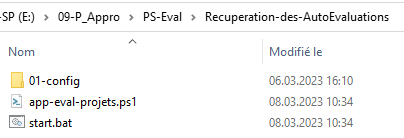 -SP (E:) > 09-P_Appro > PS-Eval > Recuperation-des-AutoEvaluations
Nom Modifié le
01-config 06.03.2023 16:10
app-eval-projets.ps1 08.03.2023 10:34
start.bat 08.03.2023 10:34